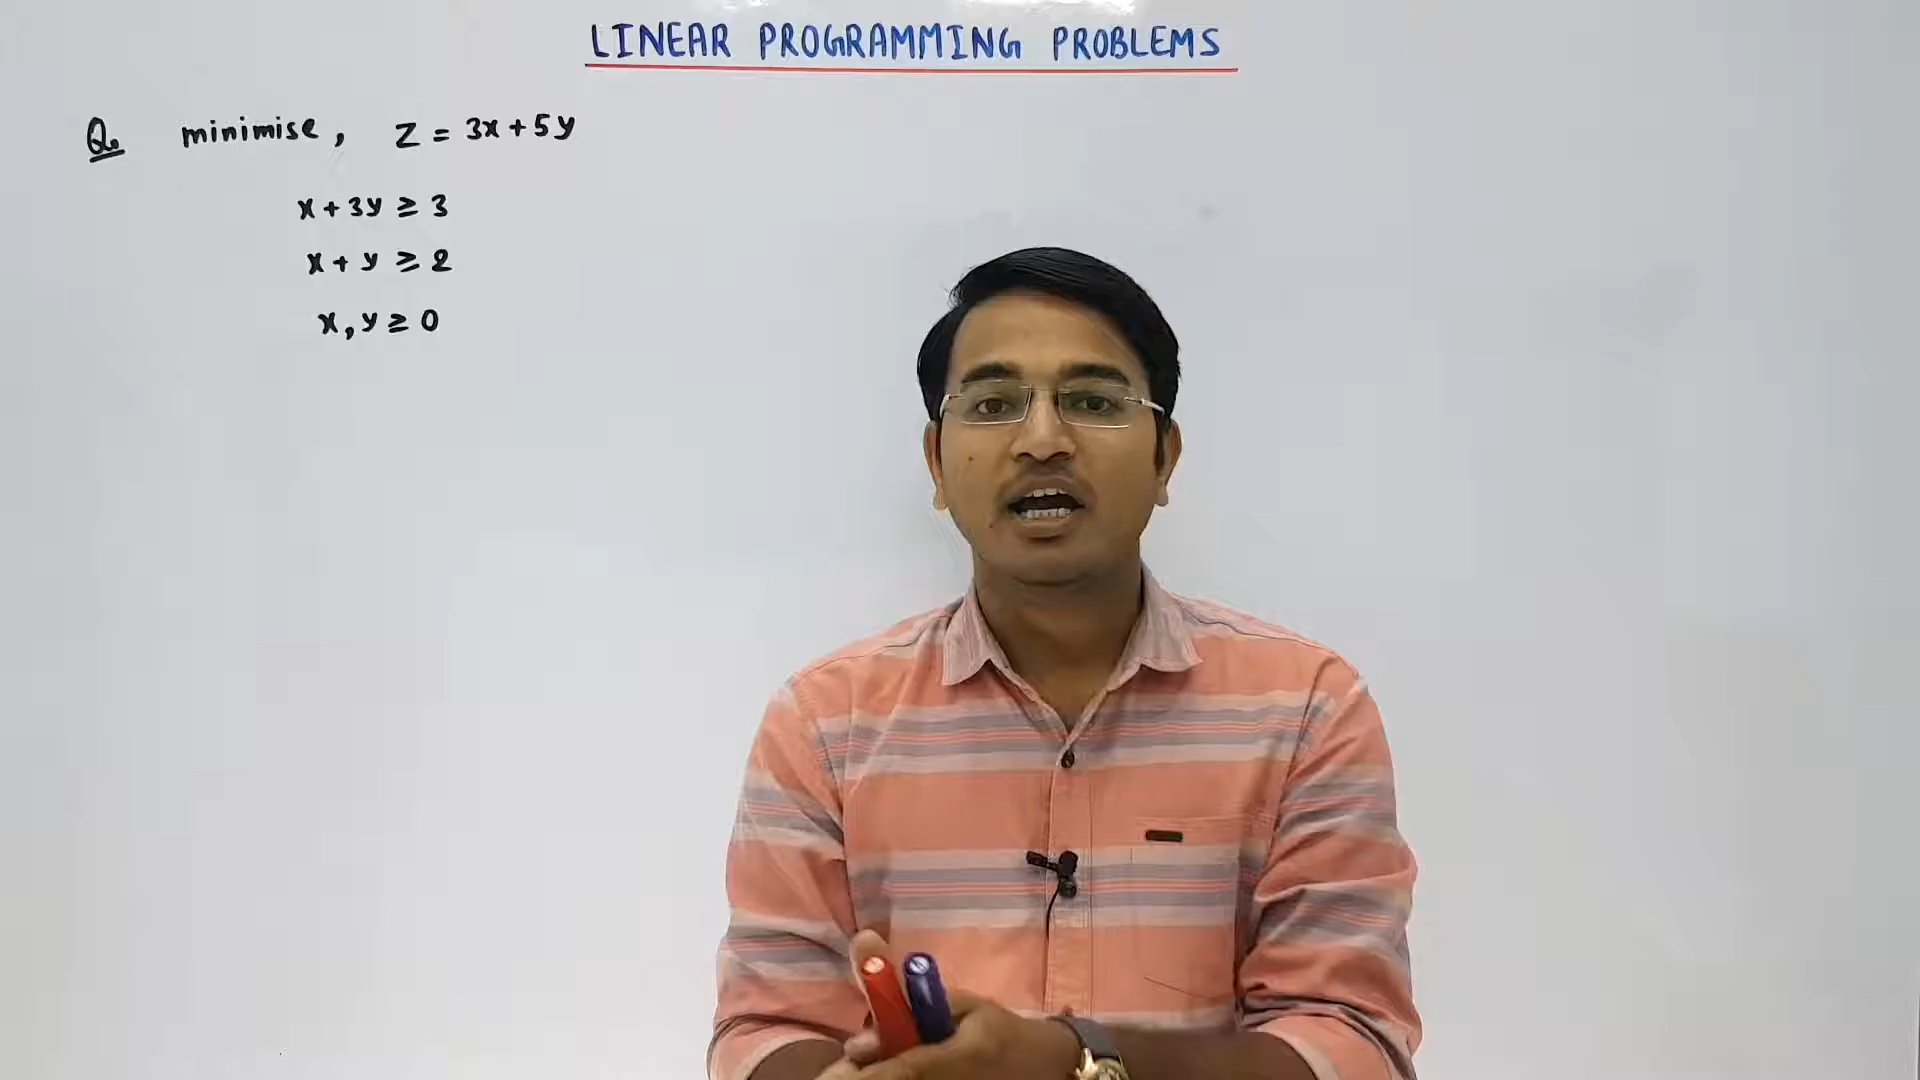 LINEAR PROGRAMMING PROBLEMS
Q. minimise, Z = 3x + 5y
x + 3y ≥ 3
x + y ≥ 2
x, y ≥ 0